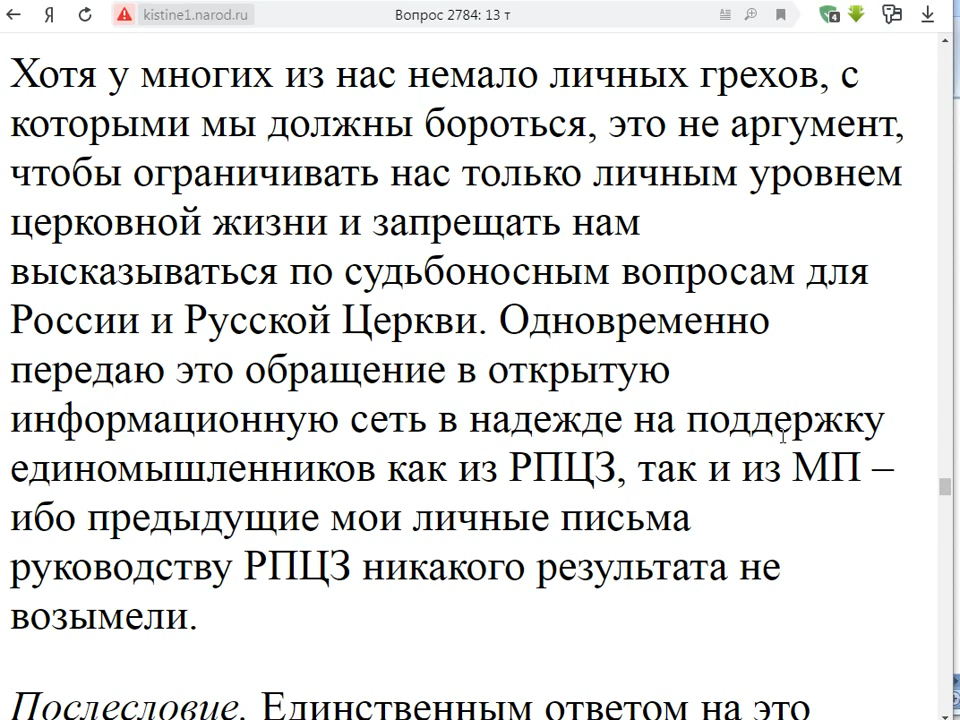 Я
kistine1.narod.ru
Вопрос 2784: 13 т
4
Хотя у многих из нас немало личных грехов, с
которыми мы должны бороться, это не аргумент,
чтобы ограничивать нас только личным уровнем
церковной жизни и запрещать нам
высказываться по судьбоносным вопросам для
России и Русской Церкви. Одновременно
передаю это обращение в открытую
информационную сеть в надежде на поддержку
единомышленников как из РПЦЗ, так и из МП –
ибо предыдущие мои личные письма
руководству РПЦЗ никакого результата не
возымели.
Послесловие. Единственным ответом на это